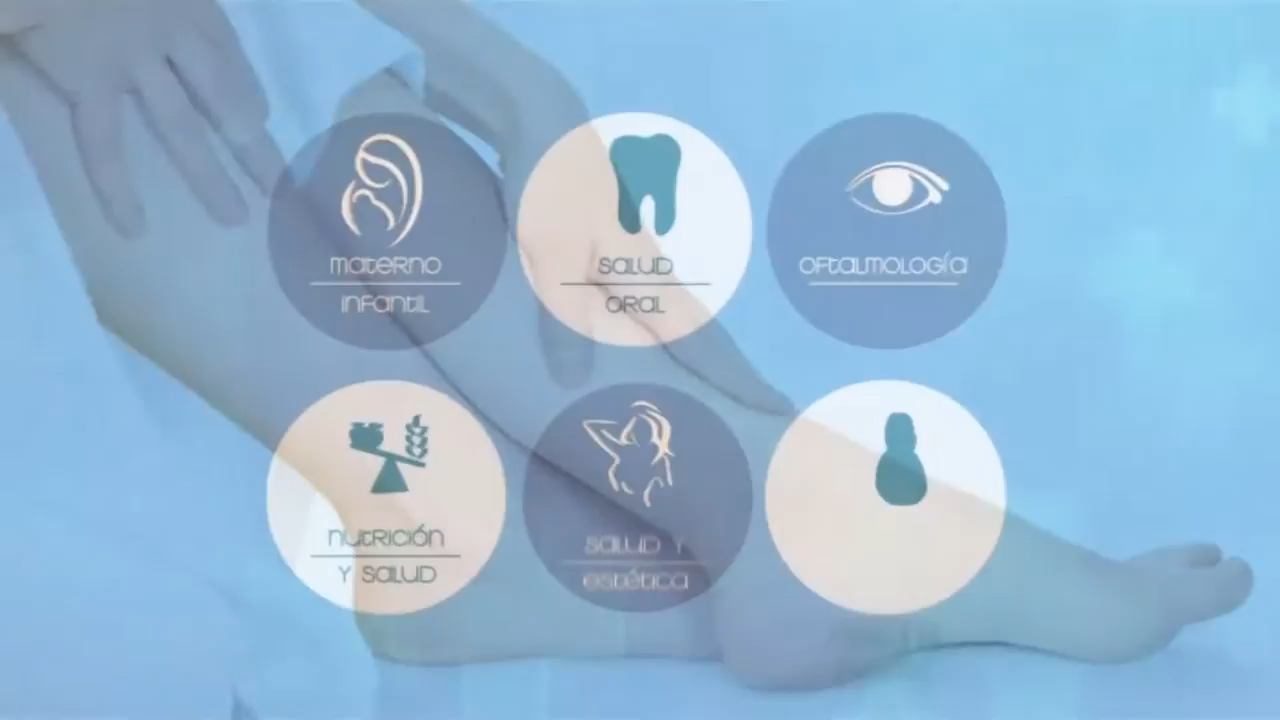 materno
infantil
salud
oral
oftalmología
nutrición
y salud
salud y
estética